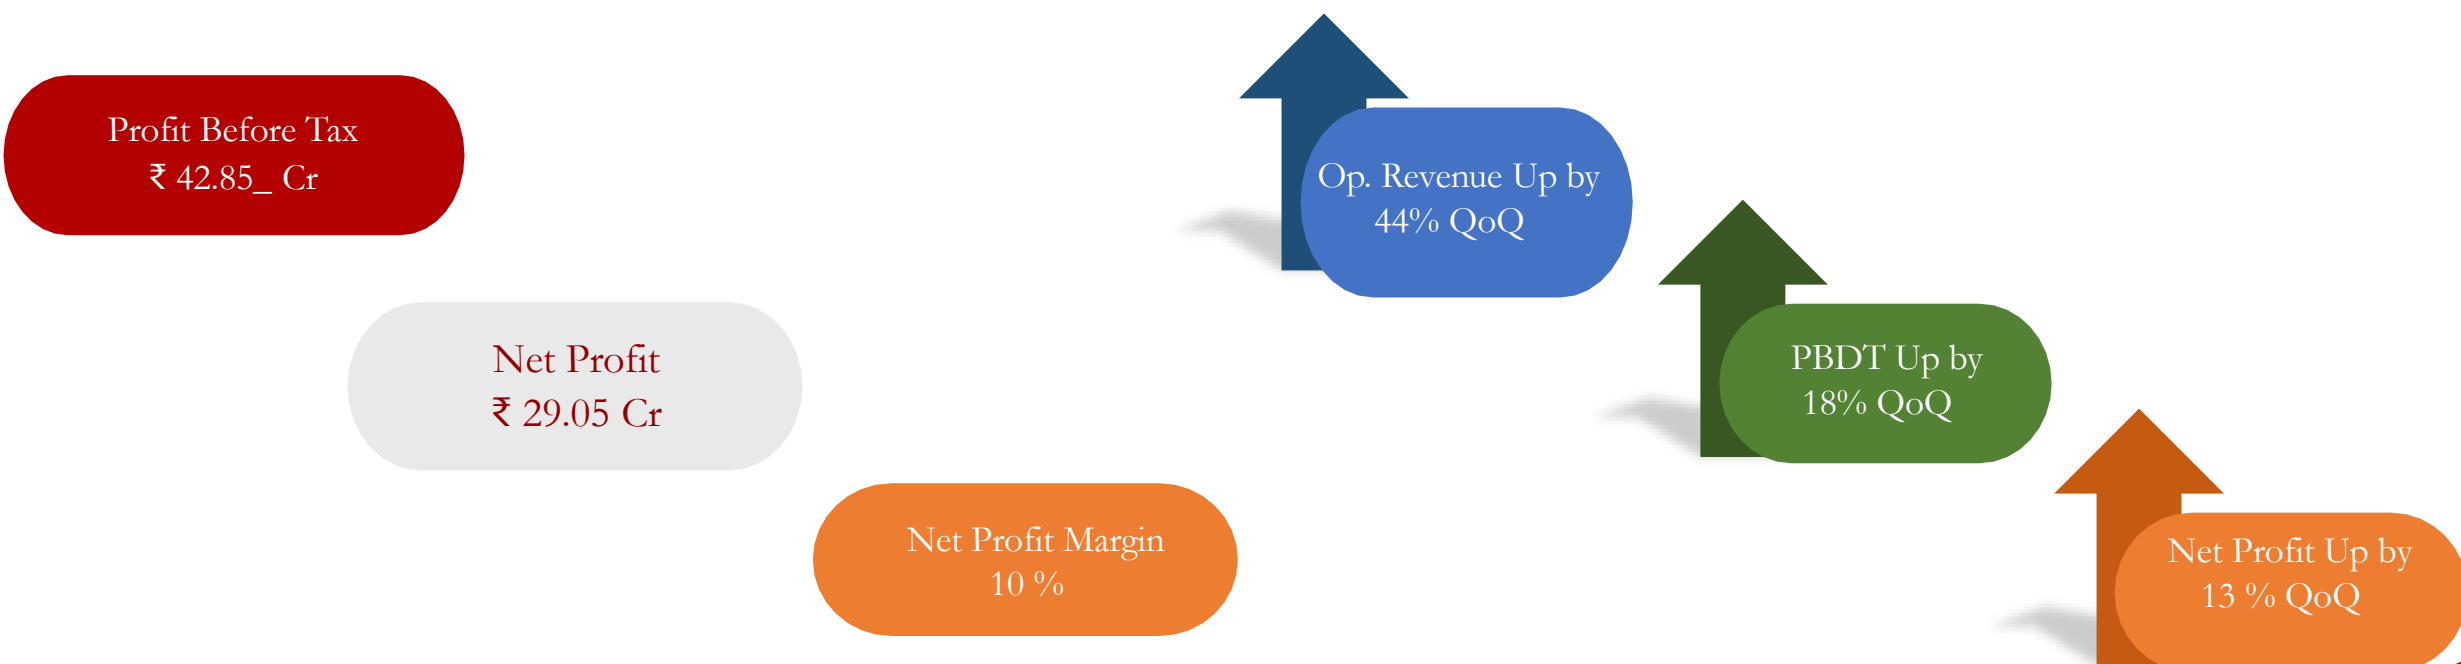 Profit Before Tax
₹ 42.85_ Cr
Net Profit
₹ 29.05 Cr
Net Profit Margin
10 %
Op. Revenue Up by
44% QoQ
PBDT Up by
18% QoQ
Net Profit Up by
13 % QoQ